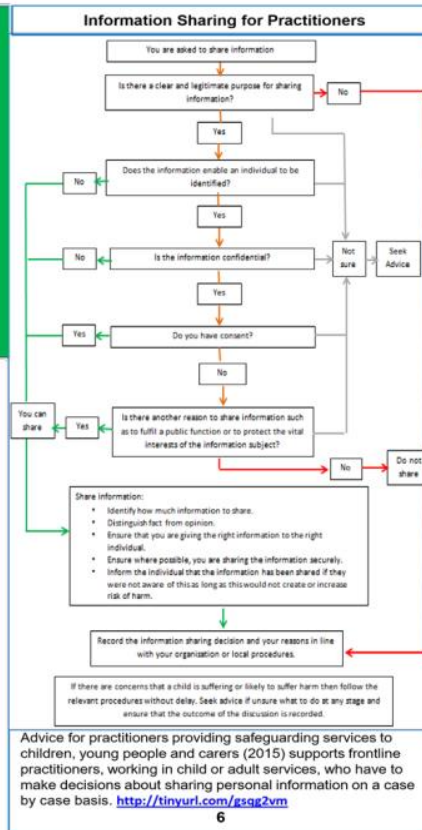 Information Sharing for Practitioners
You are asked to share information
Is there a clear and legitimate purpose for sharing
information?
No
Yes
Does the information enable an individual to be
identified?
No
Yes
Is the information confidential?
No
Not
sure
Seek
Advice
Yes
Do you have consent?
Yes
No
Is there another reason to share information such
as to fulfil a public function or to protect the vital
interests of the information subject?
You can
share
Yes
No
Do not
share
Share information:
• Identify how much information to share.
• Distinguish fact from opinion.
• Ensure that you are giving the right information to the right
individual.
• Ensure where possible, you are sharing the information securely.
• Inform the individual that the information has been shared if they
were not aware of this as long as this would not create or increase
risk of harm.
Record the information sharing decision and your reasons in line
with your organisation or local procedures.
If there are concerns that a child is suffering or likely to suffer harm then follow the
relevant procedures without delay. Seek advice if unsure what to do at any stage and
ensure that the outcome of the discussion is recorded.
Advice for practitioners providing safeguarding services to
children, young people and carers (2015) supports frontline
practitioners, working in child or adult services, who have to
make decisions about sharing personal information on a case
by case basis. http://tinyurl.com/gsqg2vm
6